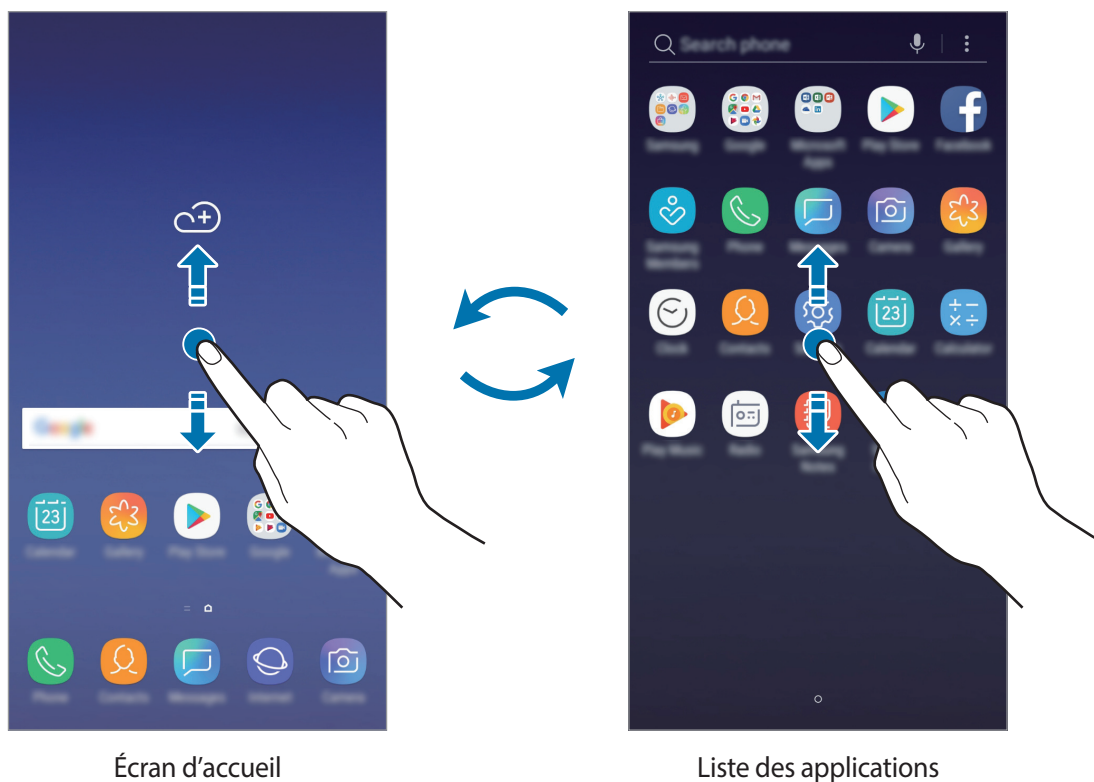 Google
23
Calendar
Gallery
Play Store
Google
Phone
Contacts
Messages
Internet
Camera
Écran d’accueil
Search phone
Samsung
Google
Microsoft Apps
Play Store
Facebook
Samsung Members
Phone
Messages
Camera
Gallery
23
Clock
Contacts
Calendar
Calculator
Play Music
Radio
Samsung Notes
Liste des applications